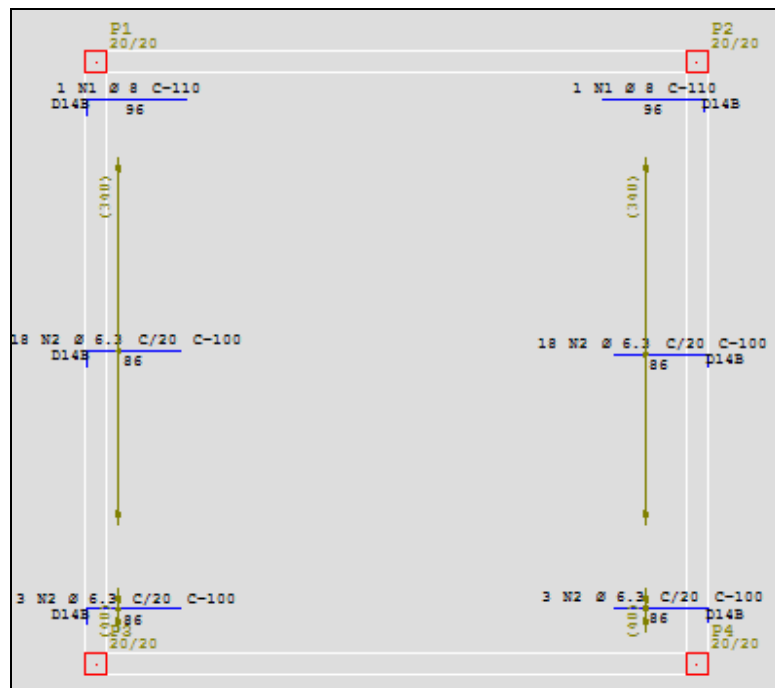 P1
20/20
P2
20/20
1 N1 Ø 8 C-110
D14B
96
1 N1 Ø 8 C-110
D14B
96
(340)
(340)
18 N2 Ø 6.3 C/20 C-100
D14B
86
18 N2 Ø 6.3 C/20 C-100
D14B
86
3 N2 Ø 6.3 C/20 C-100
D14B
86
3 N2 Ø 6.3 C/20 C-100
D14B
86
P3
20/20
P4
20/20